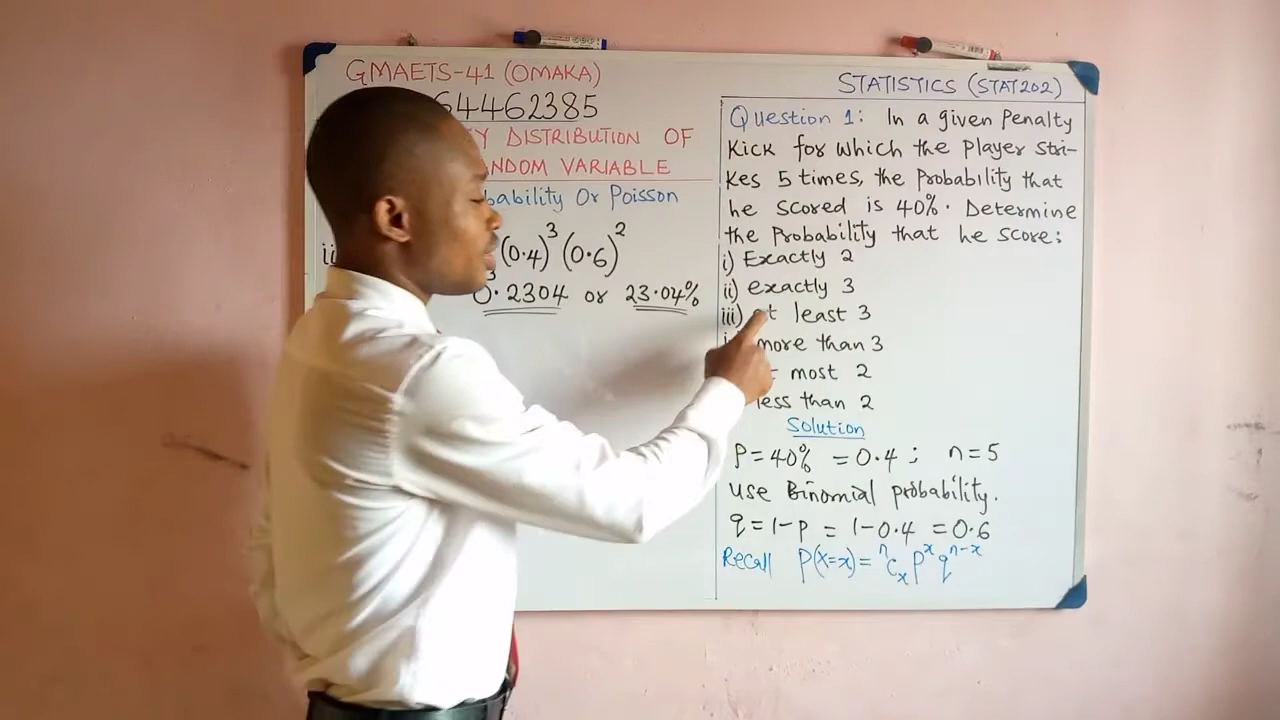 GMAETS-41 (OMAKA)
64462385
DISTRIBUTION OF
NDOM VARIABLE
bability Or Poisson
ii
(0.4)³ (0.6)²
0.2304 or 23.04%
STATISTICS (STAT202)
Question 1: In a given Penalty
Kick for which the player stri-
kes 5 times, the Probability that
he scored is 40%. Determine
the Probability that he score:
i) Exactly 2
ii) exactly 3
iii) at least 3
more than 3
most 2
less than 2
Solution
P = 40% = 0.4 ; n = 5
use Binomial probability.
q = 1-p = 1-0.4 = 0.6
Recall P(X=x) = ⁿCₓ pˣ qⁿ⁻ˣ